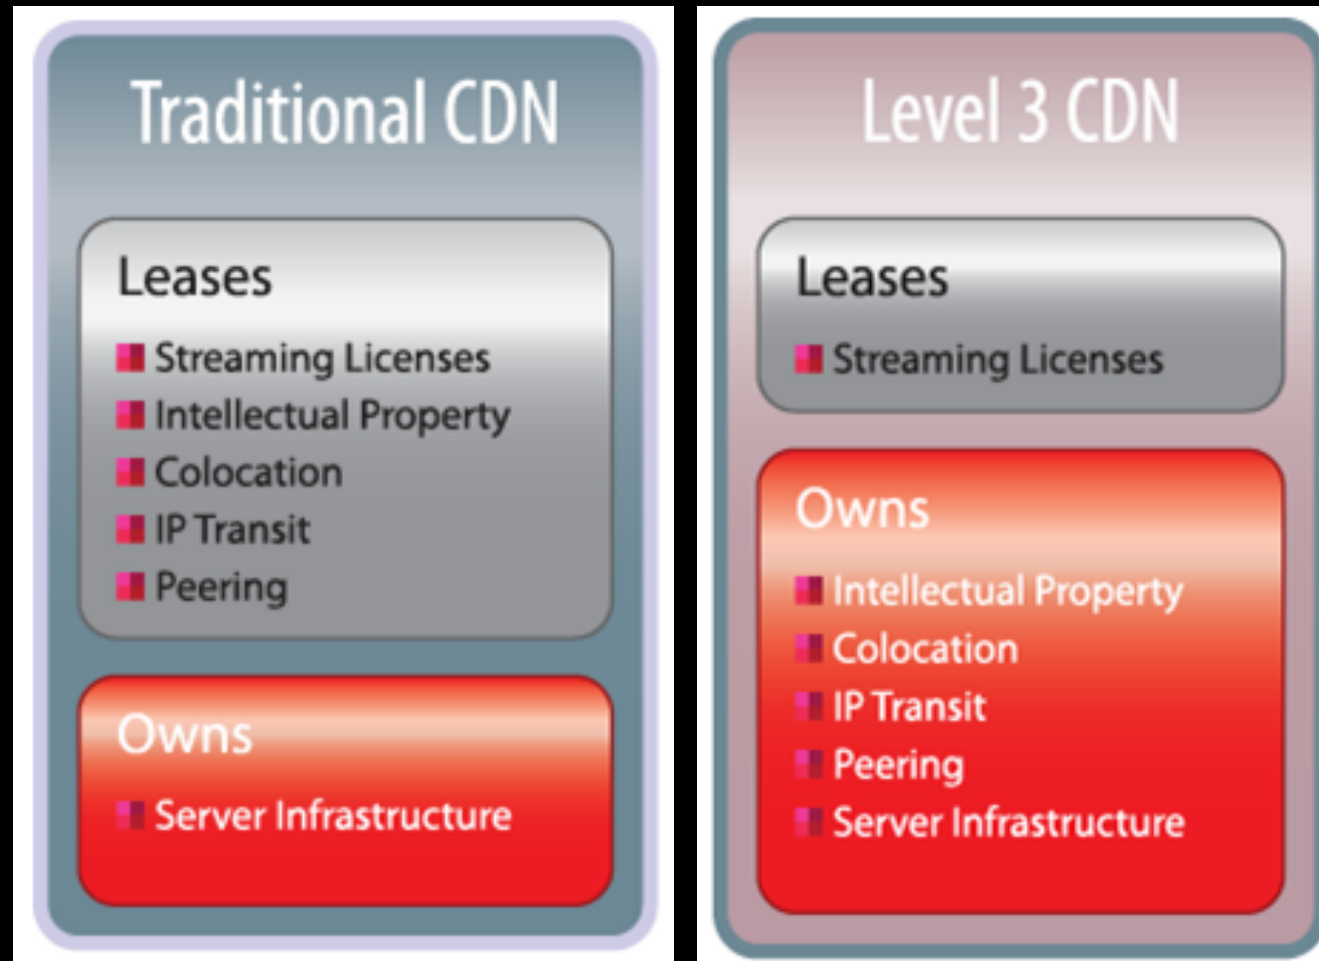 Traditional CDN
Leases
Streaming Licenses
Intellectual Property
Colocation
IP Transit
Peering
Owns
Server Infrastructure
Level 3 CDN
Leases
Streaming Licenses
Owns
Intellectual Property
Colocation
IP Transit
Peering
Server Infrastructure